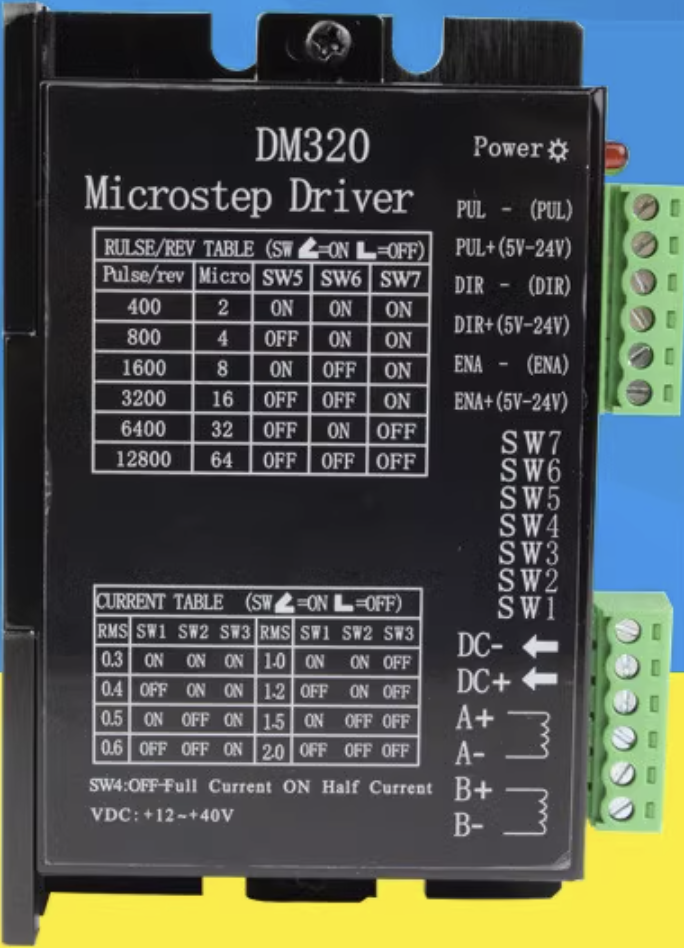 DM320
Power
Microstep Driver
RULSE/REV TABLE (SW =ON =OFF)
Pulse/rev Micro SW5 SW6 SW7
400 2 ON ON ON
800 4 OFF ON ON
1600 8 ON OFF ON
3200 16 OFF OFF ON
6400 32 OFF ON OFF
12800 64 OFF OFF OFF
PUL - (PUL)
PUL+(5V-24V)
DIR - (DIR)
DIR+(5V-24V)
ENA - (ENA)
ENA+(5V-24V)
SW7
SW6
SW5
SW4
SW3
SW2
SW1
CURRENT TABLE (SW =ON =OFF)
RMS SW1 SW2 SW3 RMS SW1 SW2 SW3
0.3 ON ON ON 1.0 ON ON OFF
0.4 OFF ON ON 1.2 OFF ON OFF
0.5 ON OFF ON 1.5 ON OFF OFF
0.6 OFF OFF ON 2.0 OFF OFF OFF
SW4:OFF-Full Current ON Half Current
VDC:+12~+40V
DC-
DC+
A+
A-
B+
B-